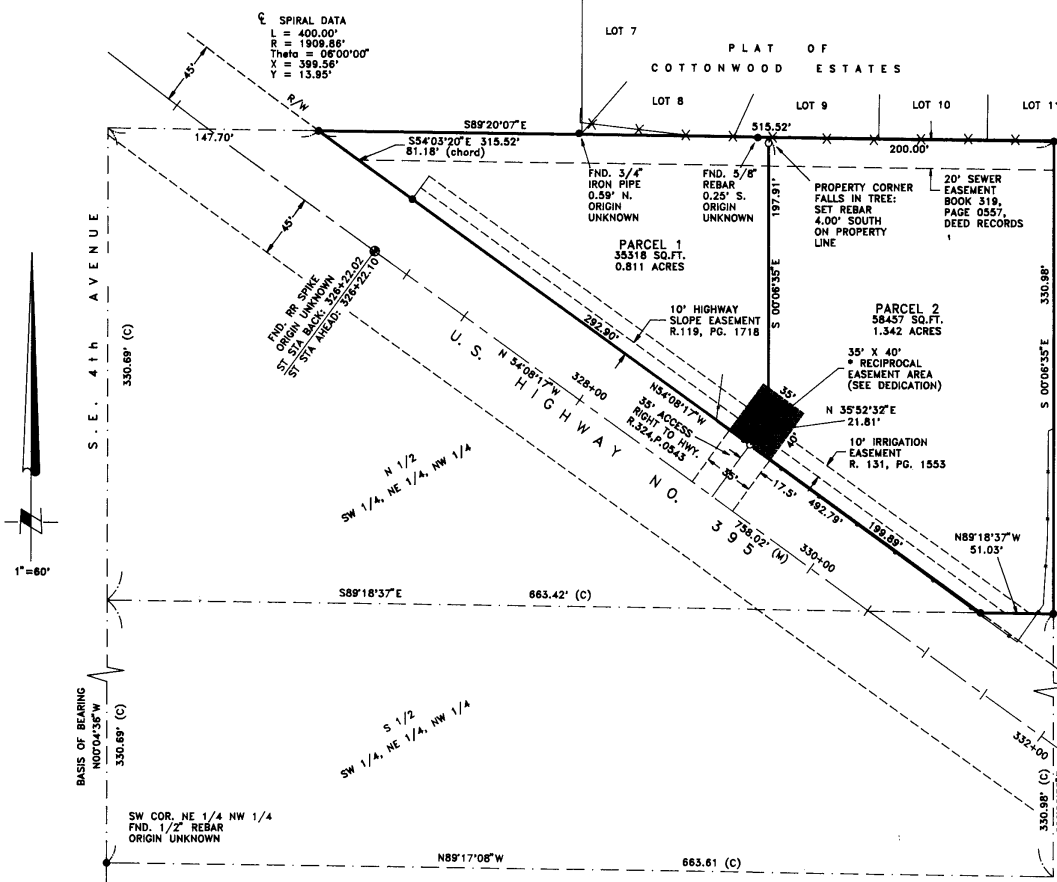 ℄ SPIRAL DATA
L = 400.00'
R = 1909.86'
Theta = 06°00'00"
X = 399.56'
Y = 13.95'
LOT 7
PLAT OF
COTTONWOOD ESTATES
LOT 8
LOT 9
LOT 10
LOT 11
45'
R/W
147.70'
S89°20'07"E
515.52'
S54°03'20"E 315.52'
81.18' (chord)
200.00'
FND. 3/4"
IRON PIPE
0.59' N.
ORIGIN
UNKNOWN
FND. 5/8"
REBAR
0.25' S.
ORIGIN
UNKNOWN
197.91'
S 00°06'35"E
PROPERTY CORNER
FALLS IN TREE:
SET REBAR
4.00' SOUTH
ON PROPERTY
LINE
20' SEWER
EASEMENT
BOOK 319,
PAGE 0557,
DEED RECORDS
45'
S.E. 4th AVENUE
330.69' (C)
PARCEL 1
35318 SQ.FT.
0.811 ACRES
330.98'
S 00°06'35"E
FND. RR SPIKE
ORIGIN UNKNOWN
ST STA BACK: 326+22.02
ST STA AHEAD: 326+22.10
10' HIGHWAY
SLOPE EASEMENT
R.119, PG. 1718
292.90'
PARCEL 2
58457 SQ.FT.
1.342 ACRES
35' X 40'
* RECIPROCAL
EASEMENT AREA
(SEE DEDICATION)
U.S. HIGHWAY NO. 395
N 54°08'17"W
328+00
N54°08'17"W
35' ACCESS
RIGHT TO HWY.
R.324,P.0543
35'
40'
N 35°52'32"E
21.81'
10' IRRIGATION
EASEMENT
R. 131, PG. 1553
35'
17.5'
492.79'
199.89'
758.02' (M)
330+00
N 1/2
SW 1/4, NE 1/4, NW 1/4
N89°18'37"W
51.03'
1"=60'
S89°18'37"E
663.42' (C)
BASIS OF BEARING
N00°04'36"W
330.69' (C)
S 1/2
SW 1/4, NE 1/4, NW 1/4
332+00
330.98' (C)
SW COR. NE 1/4 NW 1/4
FND. 1/2" REBAR
ORIGIN UNKNOWN
N89°17'08"W
663.61 (C)